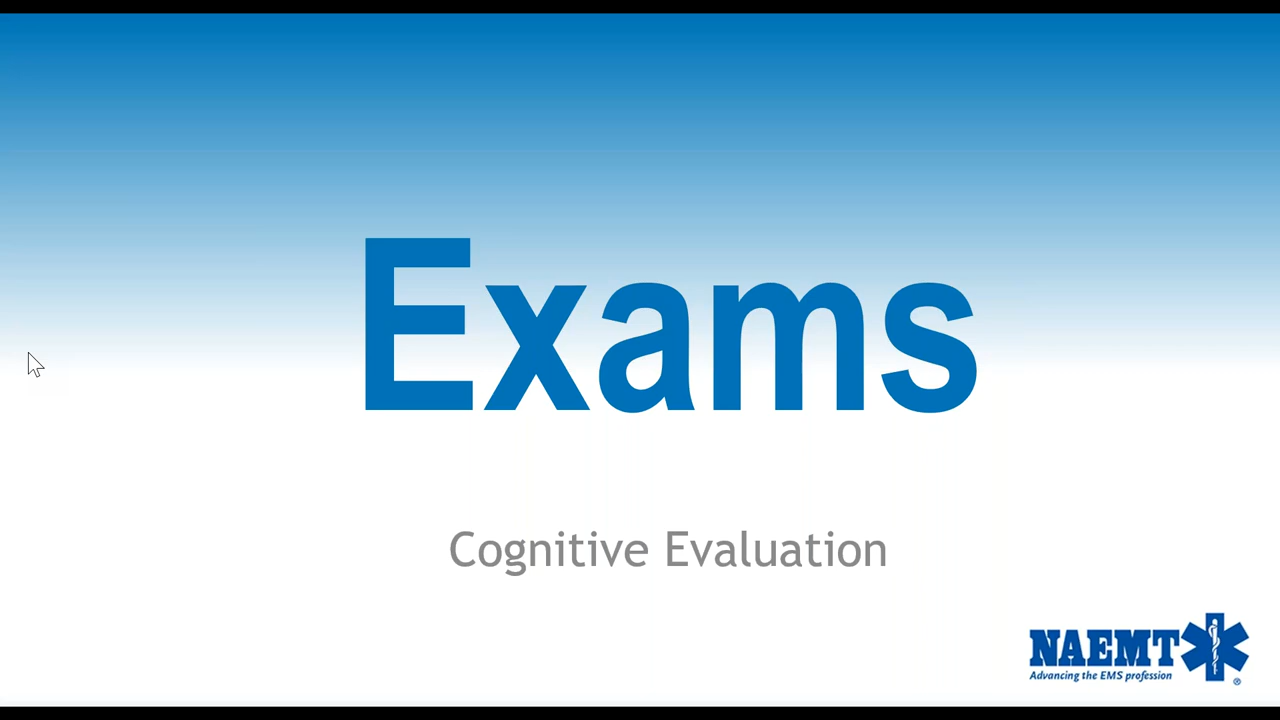 Exams
Cognitive Evaluation
NAEMT
Advancing the EMS profession
®